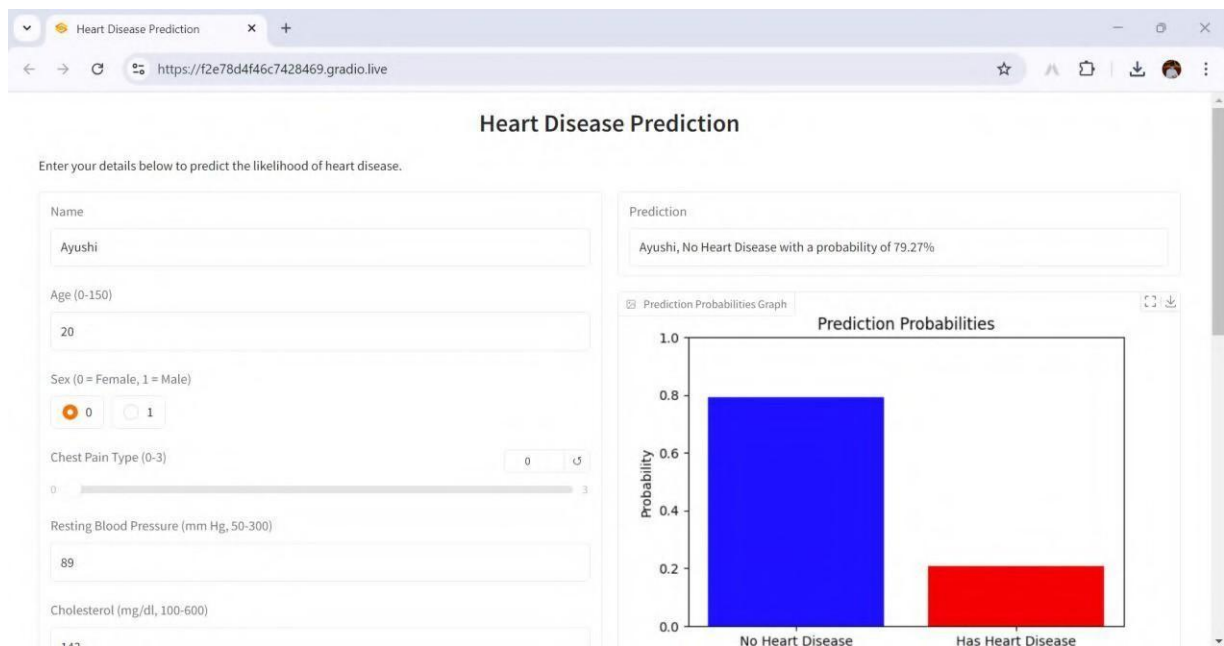 Heart Disease Prediction
https://f2e78d4f46c7428469.gradio.live
Heart Disease Prediction
Enter your details below to predict the likelihood of heart disease.
Name
Ayushi
Age (0-150)
20
Sex (0 = Female, 1 = Male)
0 1
Chest Pain Type (0-3)
0
0 3
Resting Blood Pressure (mm Hg, 50-300)
89
Cholesterol (mg/dl, 100-600)
Prediction
Ayushi, No Heart Disease with a probability of 79.27%
Prediction Probabilities Graph
Prediction Probabilities
1.0
0.8
0.6
0.4
0.2
0.0
Probability
No Heart Disease
Has Heart Disease